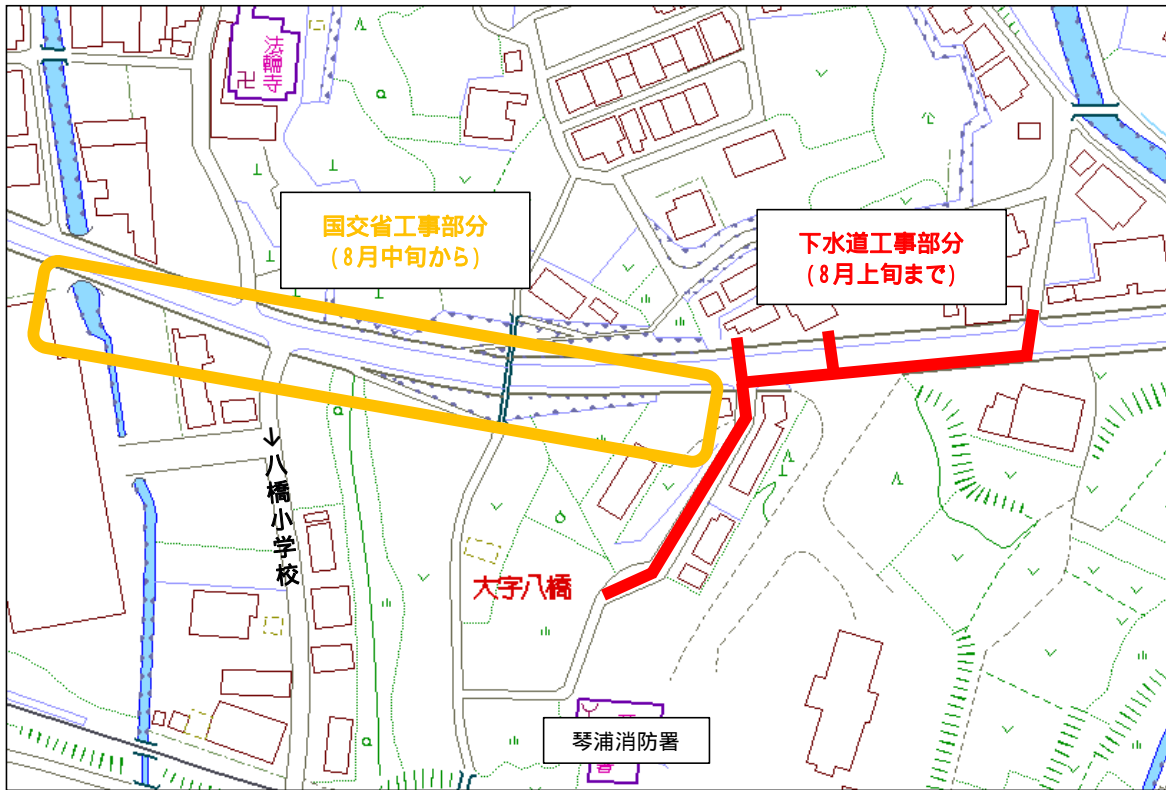 法輪寺
国交省工事部分
(8月中旬から)
下水道工事部分
(8月上旬まで)
↓八橋小学校
大字八橋
琴浦消防署